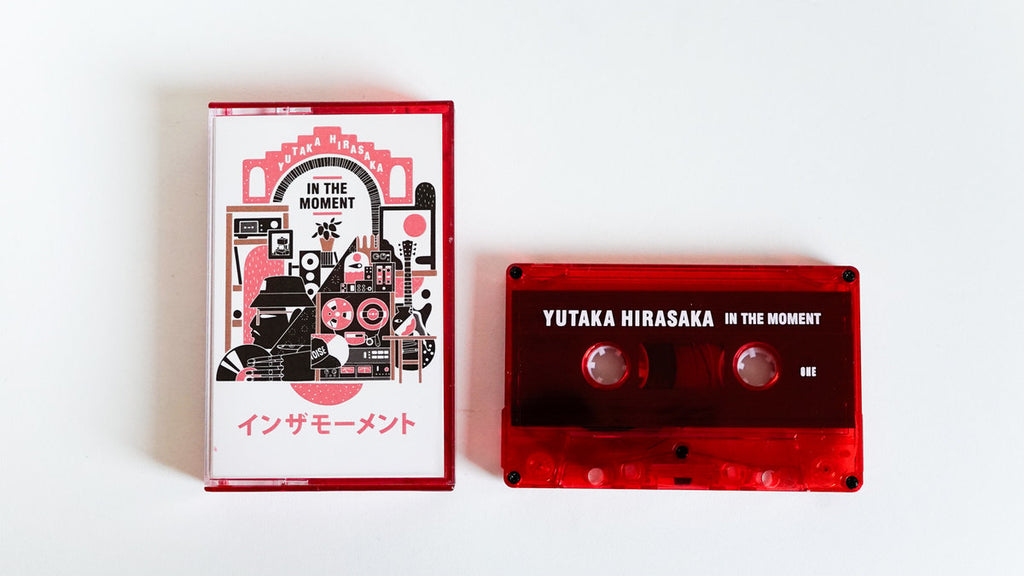 YUTAKA HIRASAKA
IN THE
MOMENT
NOISE
インザモーメント
YUTAKA HIRASAKA IN THE MOMENT
ONE